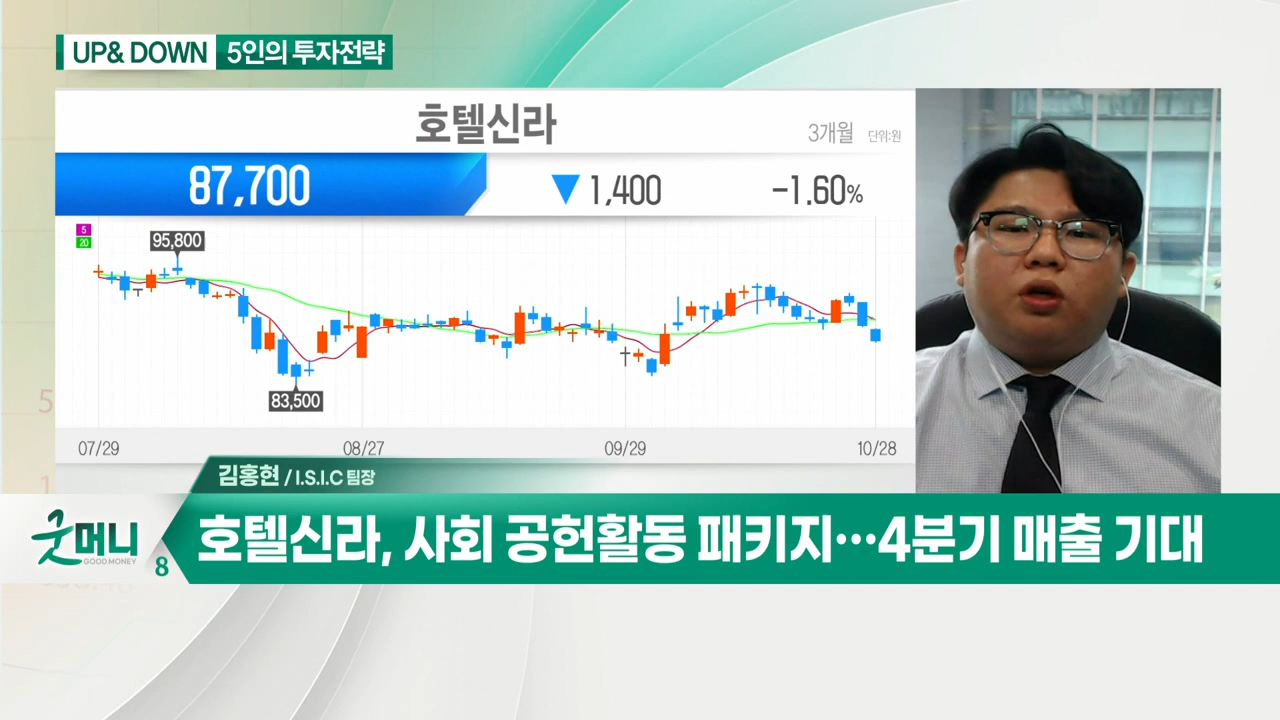 UP& DOWN 5인의 투자전략
호텔신라
3개월 단위:원
87,700 ▼ 1,400 -1.60%
5
20
95,800
83,500
07/29 08/27 09/29 10/28
김홍현 / I.S.I.C 팀장
굿머니
GOOD MONEY
8
호텔신라, 사회 공헌활동 패키지…4분기 매출 기대